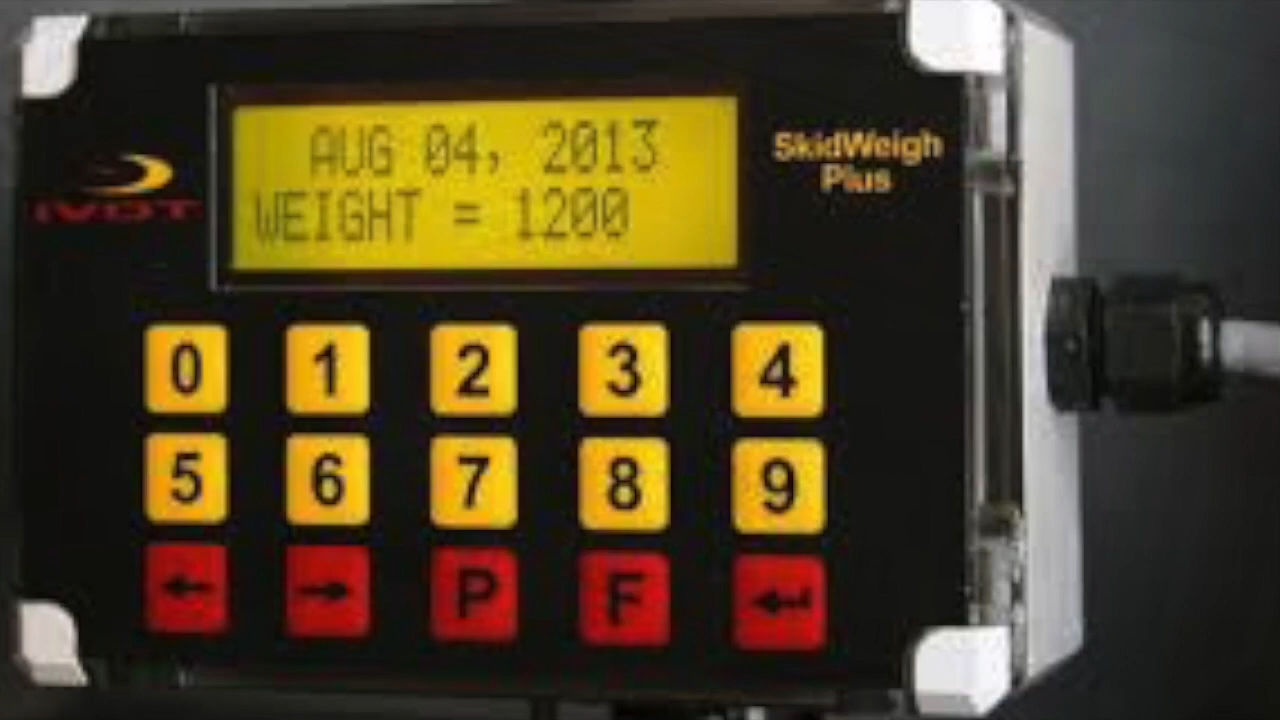 AUG 04, 2013
WEIGHT = 1200
SkidWeigh
Plus
iVDT
0 1 2 3 4
5 6 7 8 9
← → P F ↵